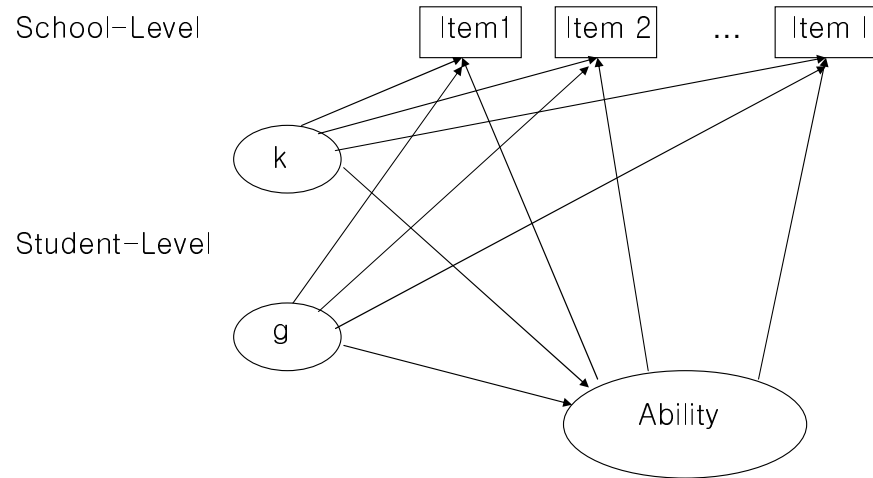 School-Level
Item1
Item 2
...
Item I
k
Student-Level
g
Ability